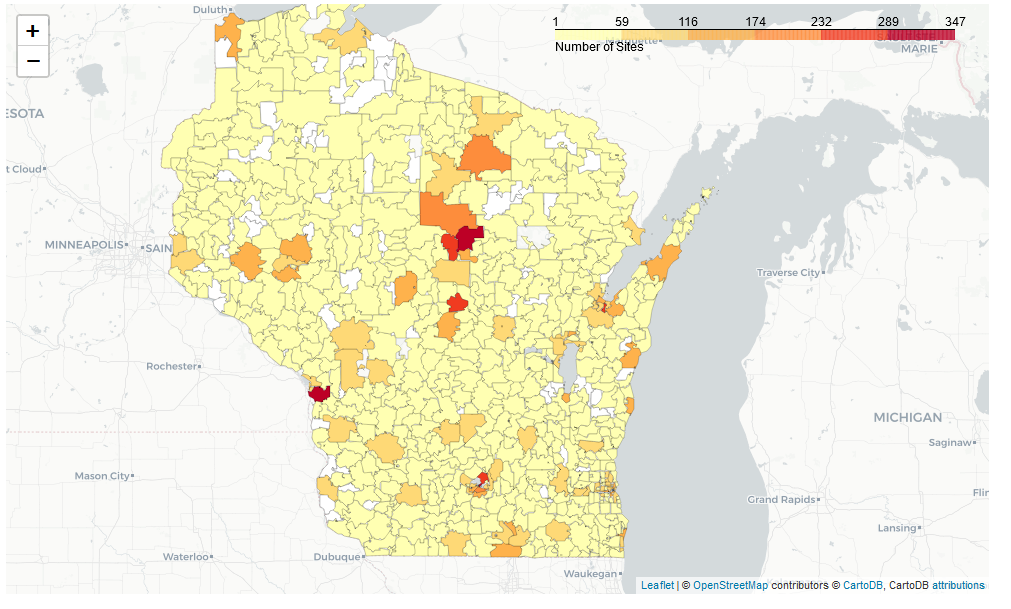 +
−
Duluth
1 59 116 174 232 289 347
Number of Sites
MARIE
ESOTA
t Cloud
MINNEAPOLIS
SAIN
Traverse City
Rochester
MICHIGAN
Saginaw
Mason City
Flin
Grand Rapids
Lansing
Waterloo
Dubuque
Waukegan
Leaflet | © OpenStreetMap contributors © CartoDB, CartoDB attributions